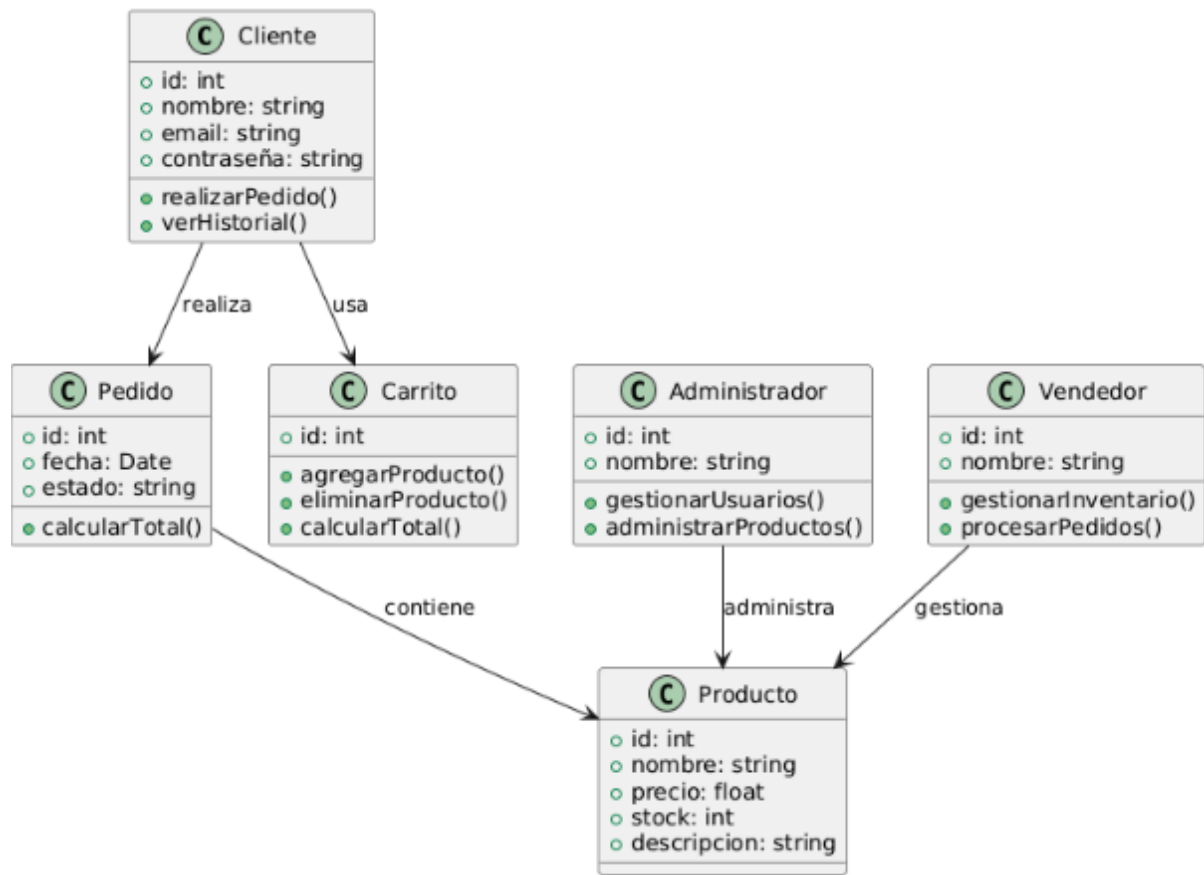 C Cliente
id: int
nombre: string
email: string
contraseña: string
realizarPedido()
verHistorial()
realiza
usa
C Pedido
id: int
fecha: Date
estado: string
calcularTotal()
C Carrito
id: int
agregarProducto()
eliminarProducto()
calcularTotal()
C Administrador
id: int
nombre: string
gestionarUsuarios()
administrarProductos()
C Vendedor
id: int
nombre: string
gestionarInventario()
procesarPedidos()
contiene
administra
gestiona
C Producto
id: int
nombre: string
precio: float
stock: int
descripcion: string